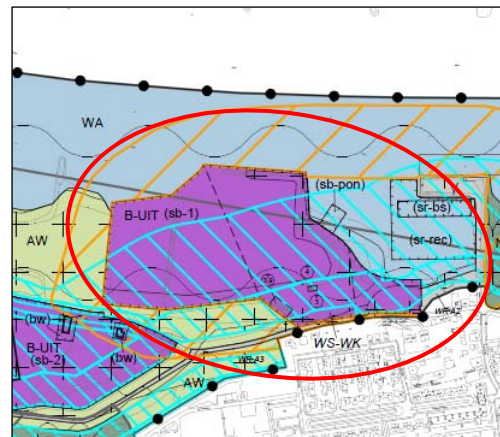 WA
(sb-pon)
B-UIT (sb-1)
(sr-bs)
AW
(sr-rec)
(bw)
B-UIT
(sb-2)
(bw)
WR-A2
WS-WK
WR-A3
AW